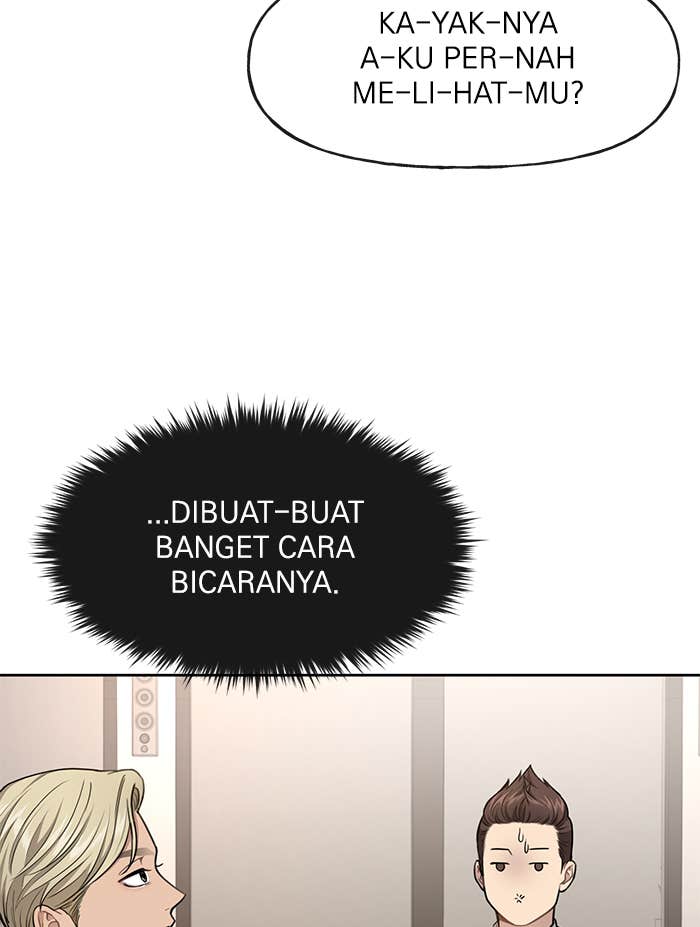 KA-YAK-NYA
A-KU PER-NAH
ME-LI-HAT-MU?
...DIBUAT-BUAT
BANGET CARA
BICARANYA.